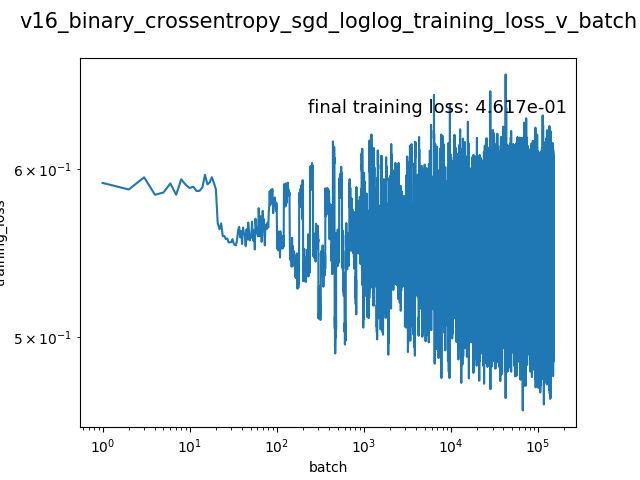 v16_binary_crossentropy_sgd_loglog_training_loss_v_batch
final training loss: 4.617e-01
6 × 10⁻¹
5 × 10⁻¹
training_loss
10⁰ 10¹ 10² 10³ 10⁴ 10⁵
batch